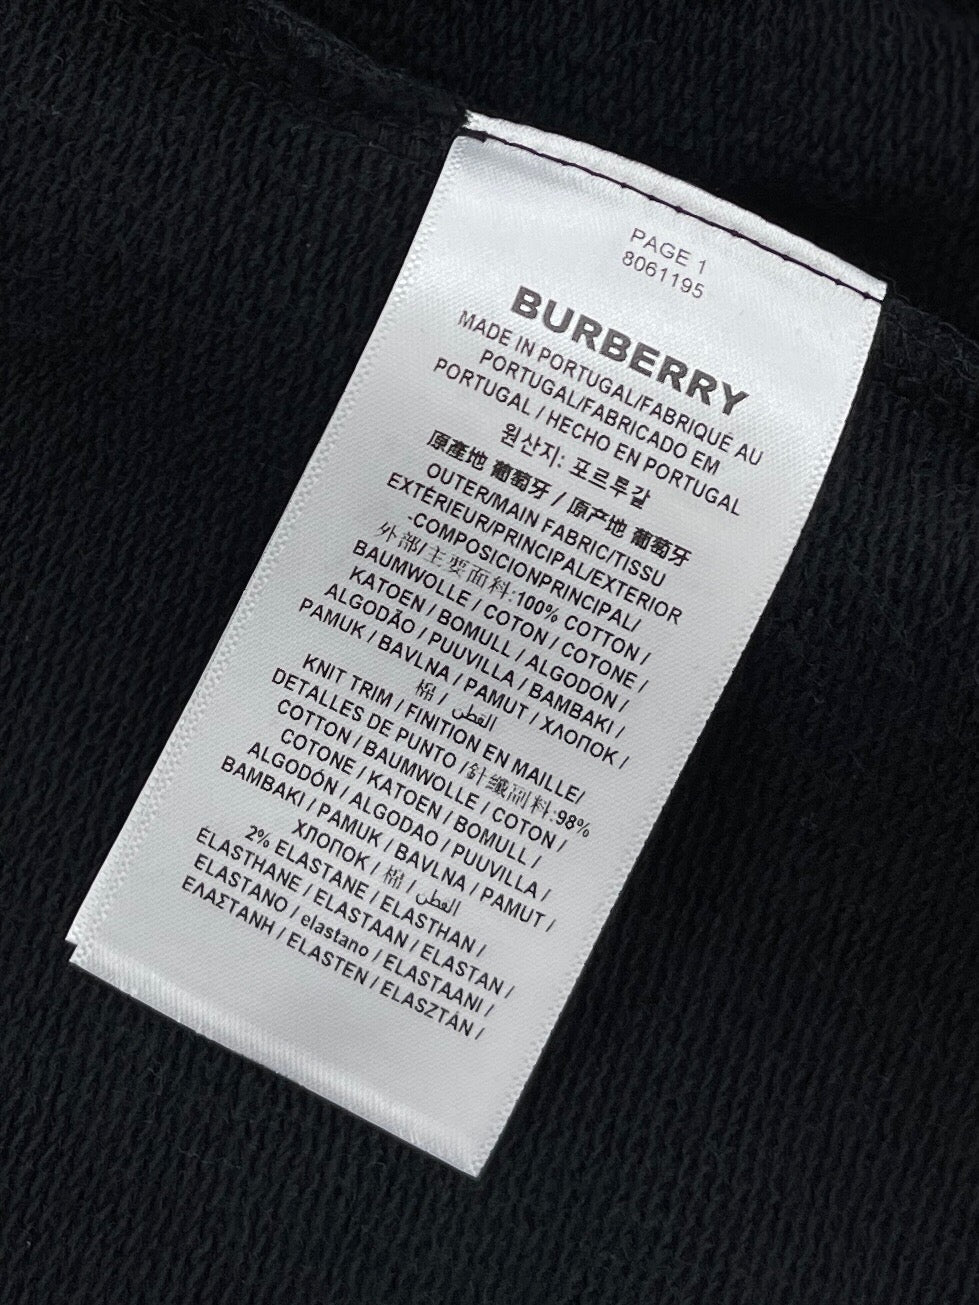 PAGE 1
8061195
BURBERRY
MADE IN PORTUGAL/FABRIQUÉ AU
PORTUGAL/FABRICADO EM
PORTUGAL / HECHO EN PORTUGAL
원산지: 포르투갈
原產地 葡萄牙 / 原产地 葡萄牙
OUTER/MAIN FABRIC/TISSU
EXTÉRIEUR/PRINCIPAL/EXTERIOR
-COMPOSICIONPRINCIPAL/
外部/主要面料:100% COTTON /
BAUMWOLLE / COTON / COTONE /
KATOEN / BOMULL / ALGODÓN /
ALGODÃO / PUUVILLA / BAMBAKI /
PAMUK / BAVLNA / PAMUT / ХЛОПОК /
棉 / القطن
KNIT TRIM / FINITION EN MAILLE/
DETALLES DE PUNTO /針纖副料:98%
COTTON / BAUMWOLLE / COTON /
COTONE / KATOEN / BOMULL /
ALGODÓN / ALGODAO / PUUVILLA /
BAMBAKI / PAMUK / BAVLNA / PAMUT /
ХЛОПОК / 棉 / القطن
2% ELASTANE / ELASTHAN /
ÉLASTHANE / ELASTAAN / ELASTAN /
ELASTANO / elastano / ELASTAANI /
ΕΛΑΣΤΑΝΗ / ELASTEN / ELASZTÁN /